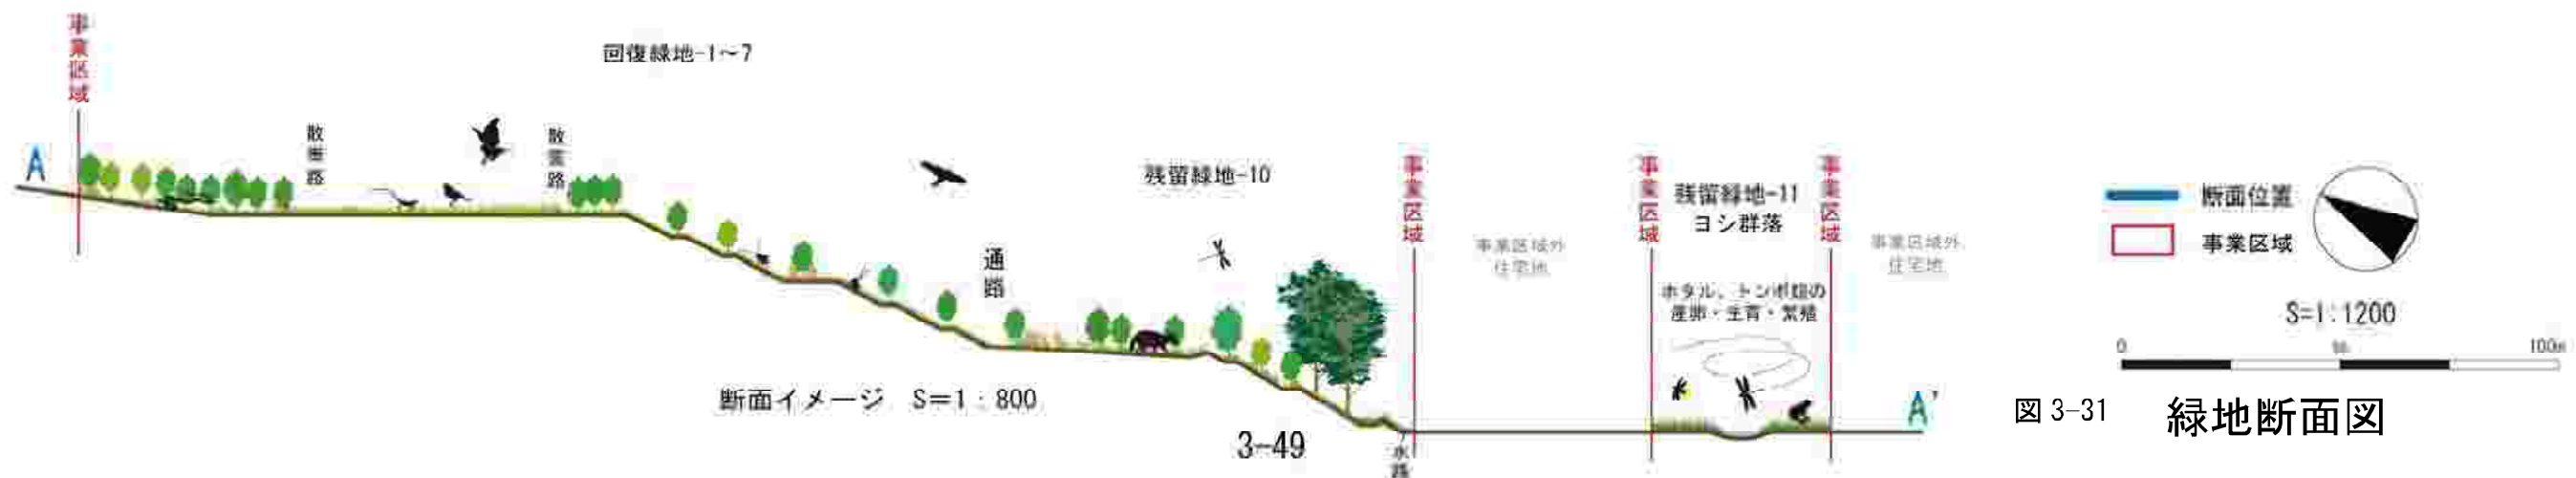 事業区域
回復緑地-1～7
A
散策路
散策路
残留緑地-10
通路
事業区域
事業区域外
住宅地
事業区域
残留緑地-11
ヨシ群落
ホタル、トンボ類の
産卵・生育・繁殖
事業区域
事業区域外
住宅地
A'
水路
断面イメージ S=1:800
3-49
断面位置
事業区域
S=1:1200
0 50 100m
図 3-31 緑地断面図